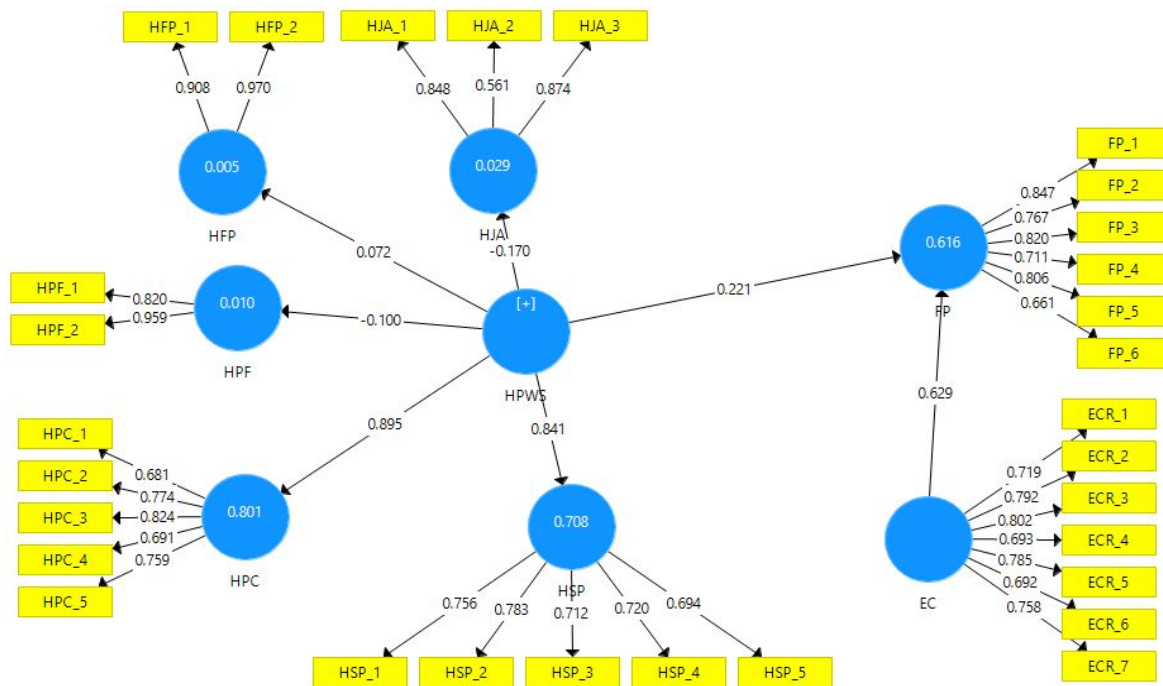 HFP_1
HFP_2
HJA_1
HJA_2
HJA_3
0.908
0.970
0.848
0.561
0.874
0.005
HFP
0.029
HJA
0.072
-0.170
HPF_1
HPF_2
0.820
0.959
0.010
HPF
-0.100
[+]
HPWS
0.221
0.616
FP
0.847
0.767
0.820
0.711
0.806
0.661
FP_1
FP_2
FP_3
FP_4
FP_5
FP_6
0.895
0.841
0.629
HPC_1
HPC_2
HPC_3
HPC_4
HPC_5
0.681
0.774
0.824
0.691
0.759
0.801
HPC
0.708
HSP
0.756
0.783
0.712
0.720
0.694
HSP_1
HSP_2
HSP_3
HSP_4
HSP_5
EC
0.719
0.792
0.802
0.693
0.785
0.692
0.758
ECR_1
ECR_2
ECR_3
ECR_4
ECR_5
ECR_6
ECR_7